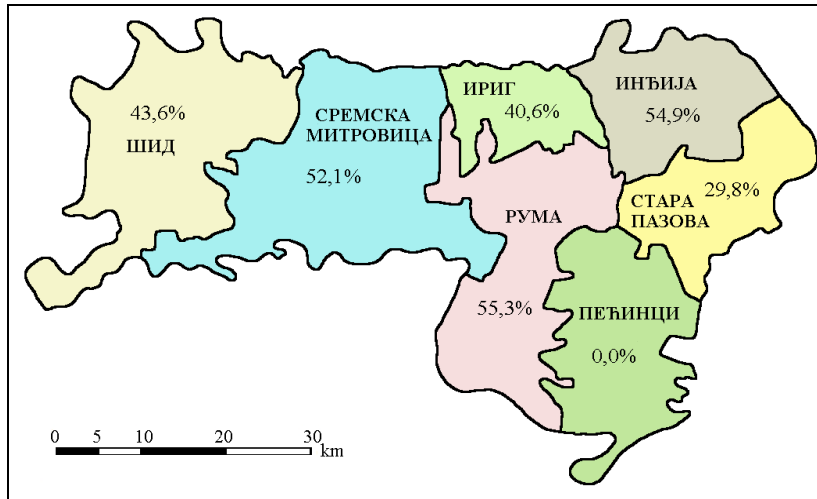 43,6%
ШИД
СРЕМСКА
МИТРОВИЦА
52,1%
ИРИГ
40,6%
ИНЂИЈА
54,9%
29,8%
СТАРА
ПАЗОВА
РУМА
55,3%
ПЕЋИНЦИ
0,0%
0 5 10 20 30
km